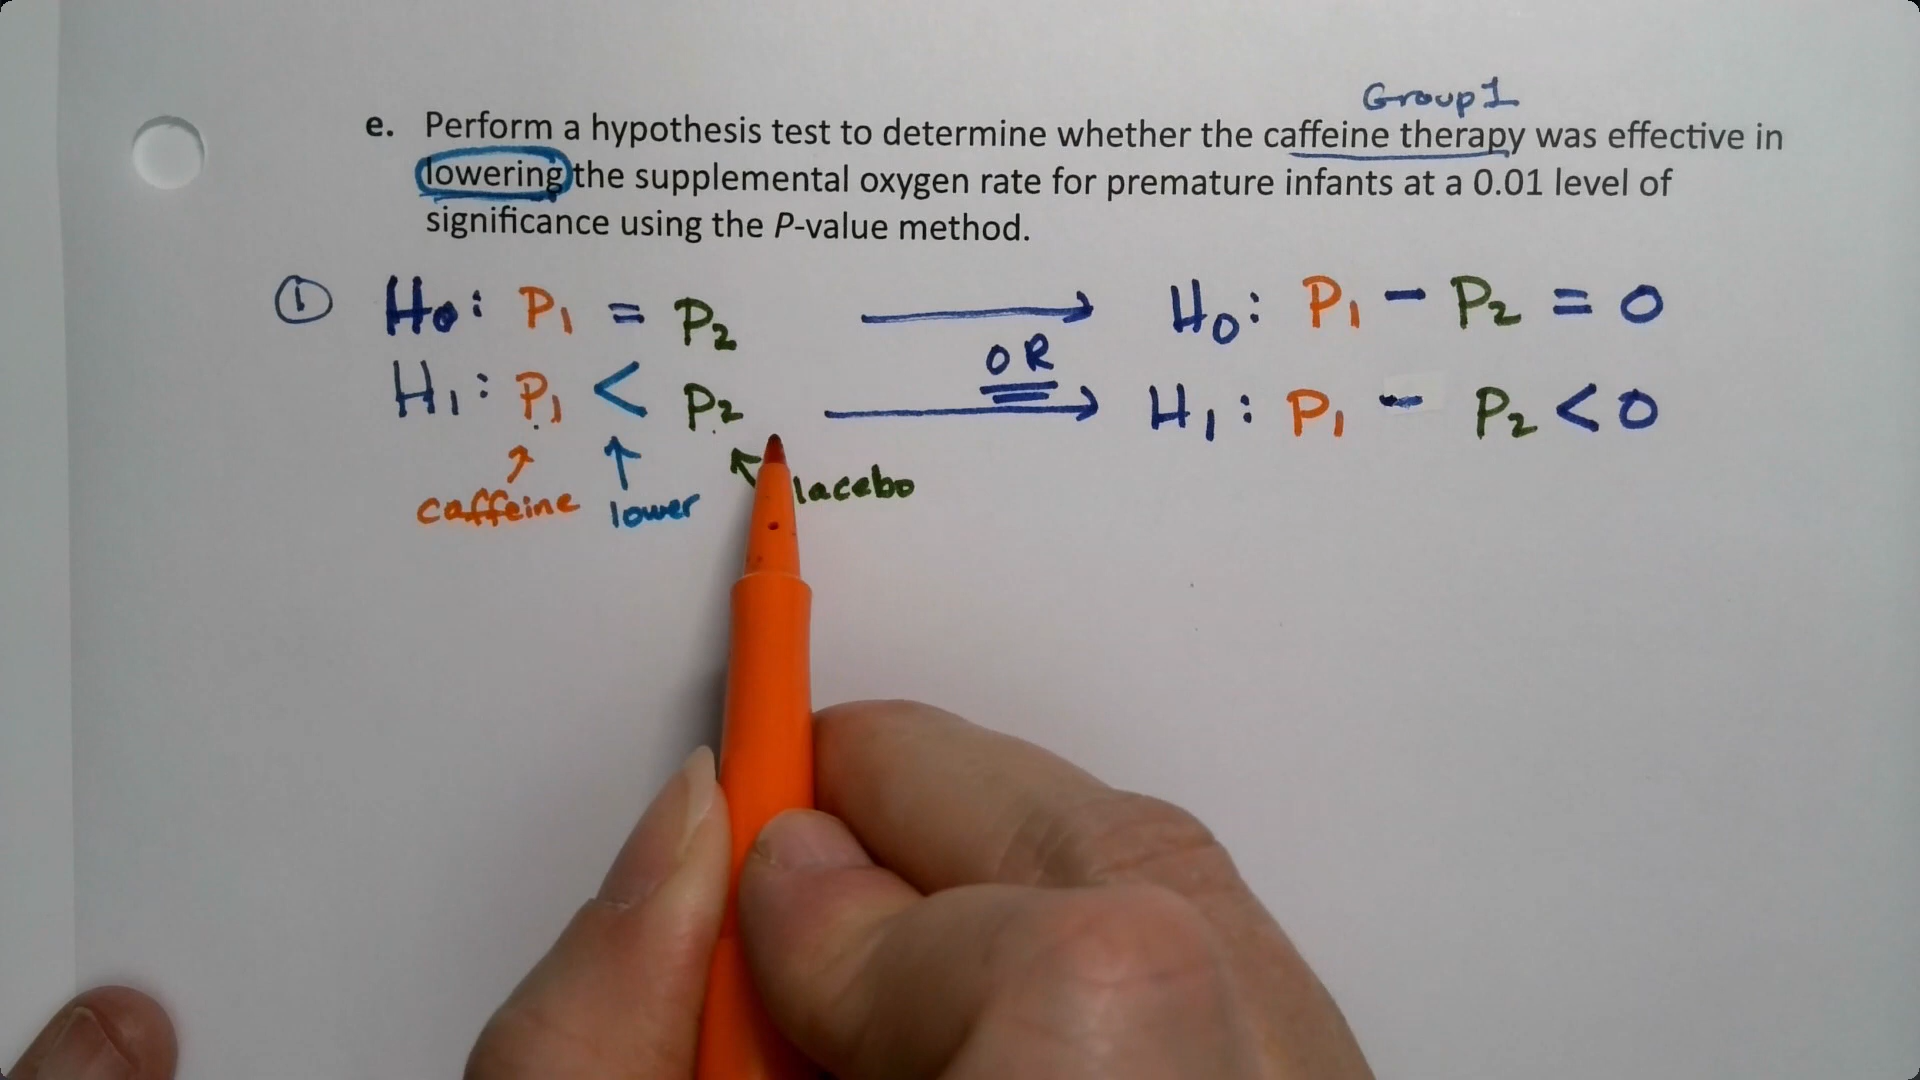 Group 1
e. Perform a hypothesis test to determine whether the caffeine therapy was effective in
lowering the supplemental oxygen rate for premature infants at a 0.01 level of
significance using the P-value method.
① H₀: P₁ = P₂ → H₀: P₁ - P₂ = 0
OR
H₁: P₁ < P₂ → H₁: P₁ - P₂ < 0
caffeine lower lacebo